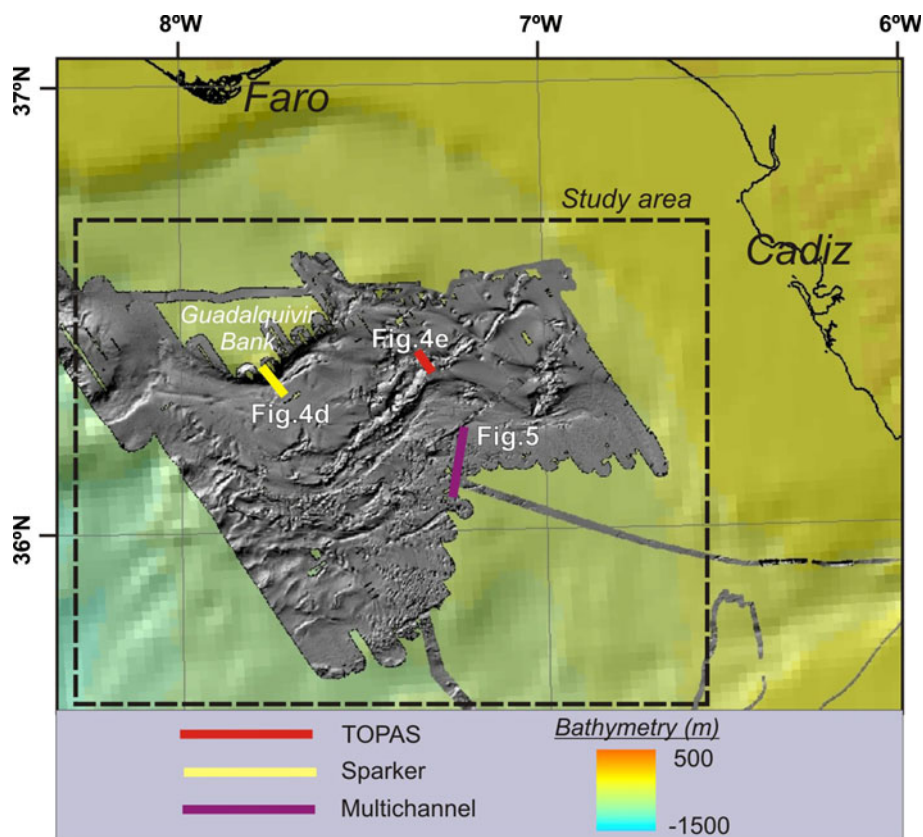 8ºW
7ºW
6ºW
37ºN
Faro
Study area
Cadiz
Guadalquivir
Bank
Fig.4e
Fig.4d
Fig.5
36ºN
TOPAS
Sparker
Multichannel
Bathymetry (m)
500
-1500